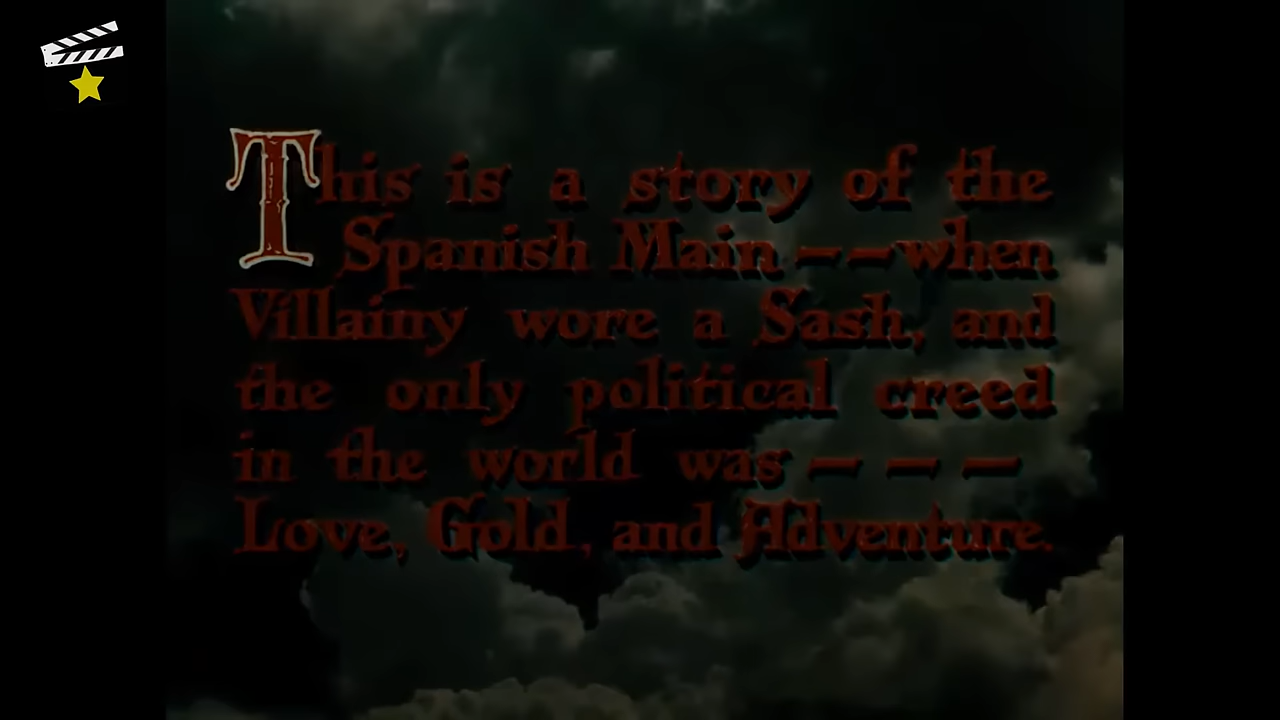 This is a story of the
Spanish Main -- when
Villainy wore a Sash, and
the only political creed
in the world was - - -
Love, Gold, and Adventure.